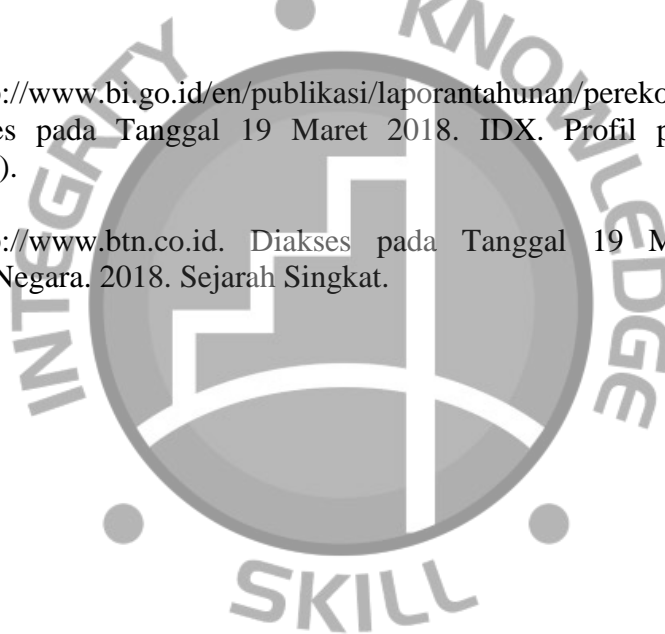 INTEGRITY KNOWLEDGE SKILL
://www.bi.go.id/en/publikasi/laporantahunan/pereko
es pada Tanggal 19 Maret 2018. IDX. Profil p
).
://www.btn.co.id. Diakses pada Tanggal 19 M
Negara. 2018. Sejarah Singkat.